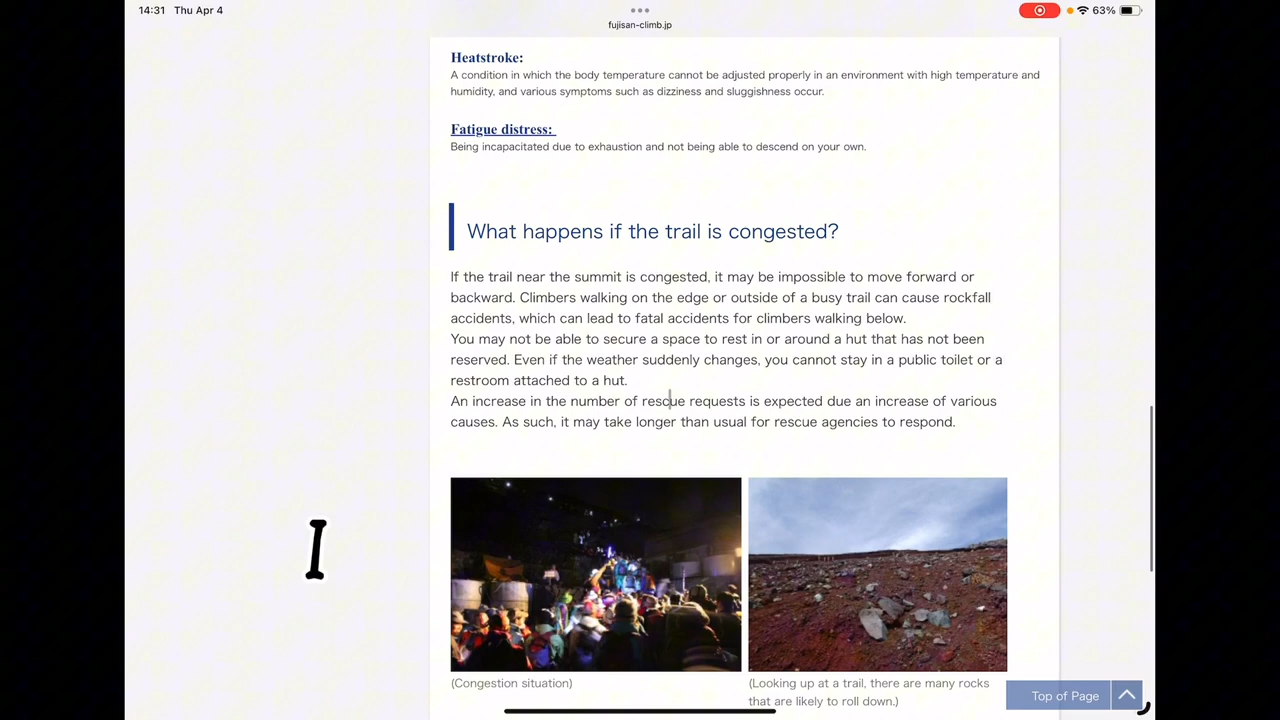 14:31 Thu Apr 4
63%
fujisan-climb.jp
Heatstroke:
A condition in which the body temperature cannot be adjusted properly in an environment with high temperature and
humidity, and various symptoms such as dizziness and sluggishness occur.
Fatigue distress:
Being incapacitated due to exhaustion and not being able to descend on your own.
What happens if the trail is congested?
If the trail near the summit is congested, it may be impossible to move forward or
backward. Climbers walking on the edge or outside of a busy trail can cause rockfall
accidents, which can lead to fatal accidents for climbers walking below.
You may not be able to secure a space to rest in or around a hut that has not been
reserved. Even if the weather suddenly changes, you cannot stay in a public toilet or a
restroom attached to a hut.
An increase in the number of rescue requests is expected due an increase of various
causes. As such, it may take longer than usual for rescue agencies to respond.
(Congestion situation)
(Looking up at a trail, there are many rocks
that are likely to roll down.)
Top of Page